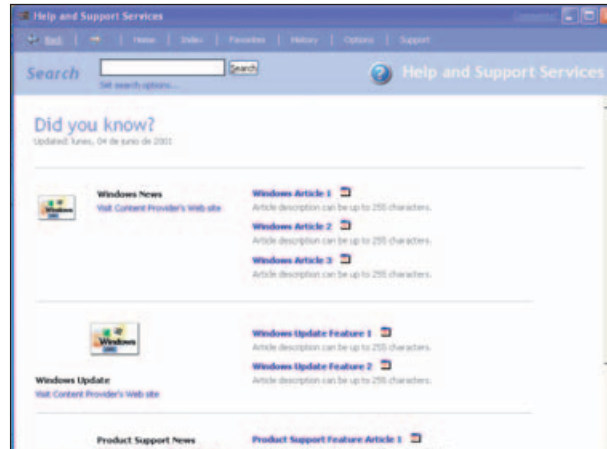 Help and Support Services
Back Home Index Favorites History Options Support
Search Search Help and Support Services
Set search options...
Did you know?
Updated: lunes, 04 de junio de 2001
Windows News
Visit Content Provider's Web site
Windows Article 1
Article description can be up to 255 characters.
Windows Article 2
Article description can be up to 255 characters.
Windows Article 3
Article description can be up to 255 characters.
Windows
Windows Update
Visit Content Provider's Web site
Windows Update Feature 1
Article description can be up to 255 characters.
Windows Update Feature 2
Article description can be up to 255 characters.
Product Support News
Product Support Feature Article 1